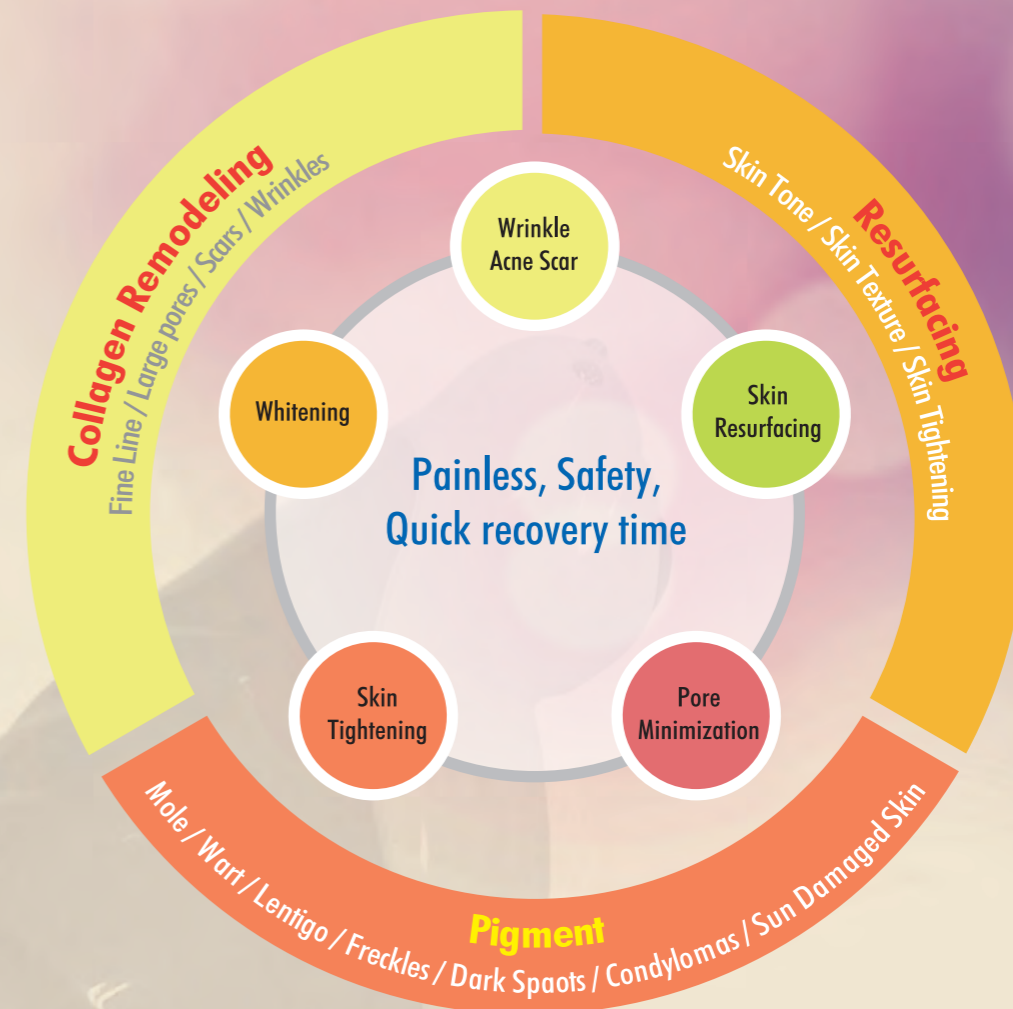 Collagen Remodeling
Fine Line / Large pores / Scars / Wrinkles
Resurfacing
Skin Tone / Skin Texture / Skin Tightening
Wrinkle
Acne Scar
Whitening
Skin
Resurfacing
Painless, Safety,
Quick recovery time
Skin
Tightening
Pore
Minimization
Pigment
Mole / Wart / Lentigo / Freckles / Dark Spaots / Condylomas / Sun Damaged Skin